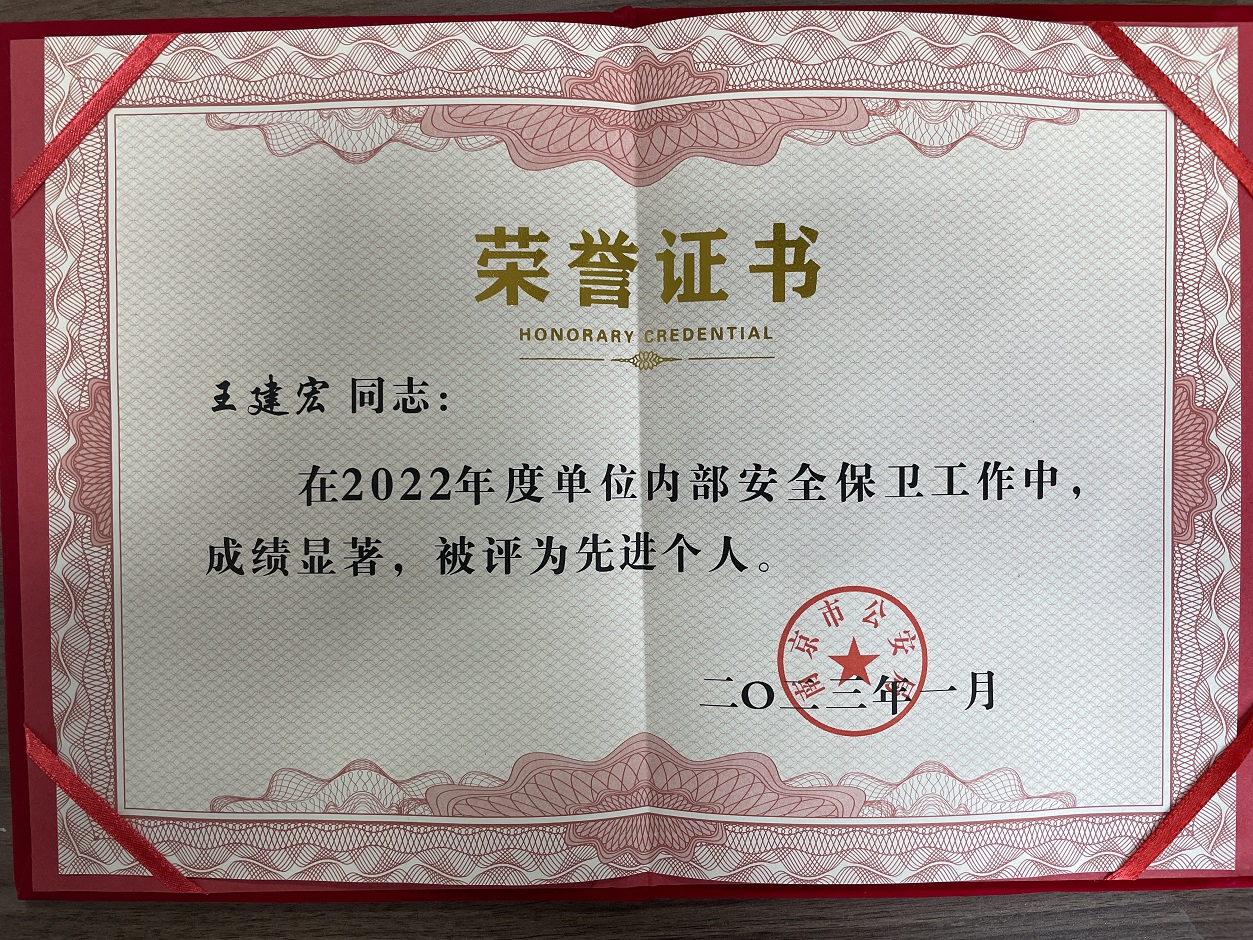 荣誉证书
HONORARY CREDENTIAL
王建宏 同志：
在2022年度单位内部安全保卫工作中，
成绩显著，被评为先进个人。
南京市公安局
二〇二三年一月